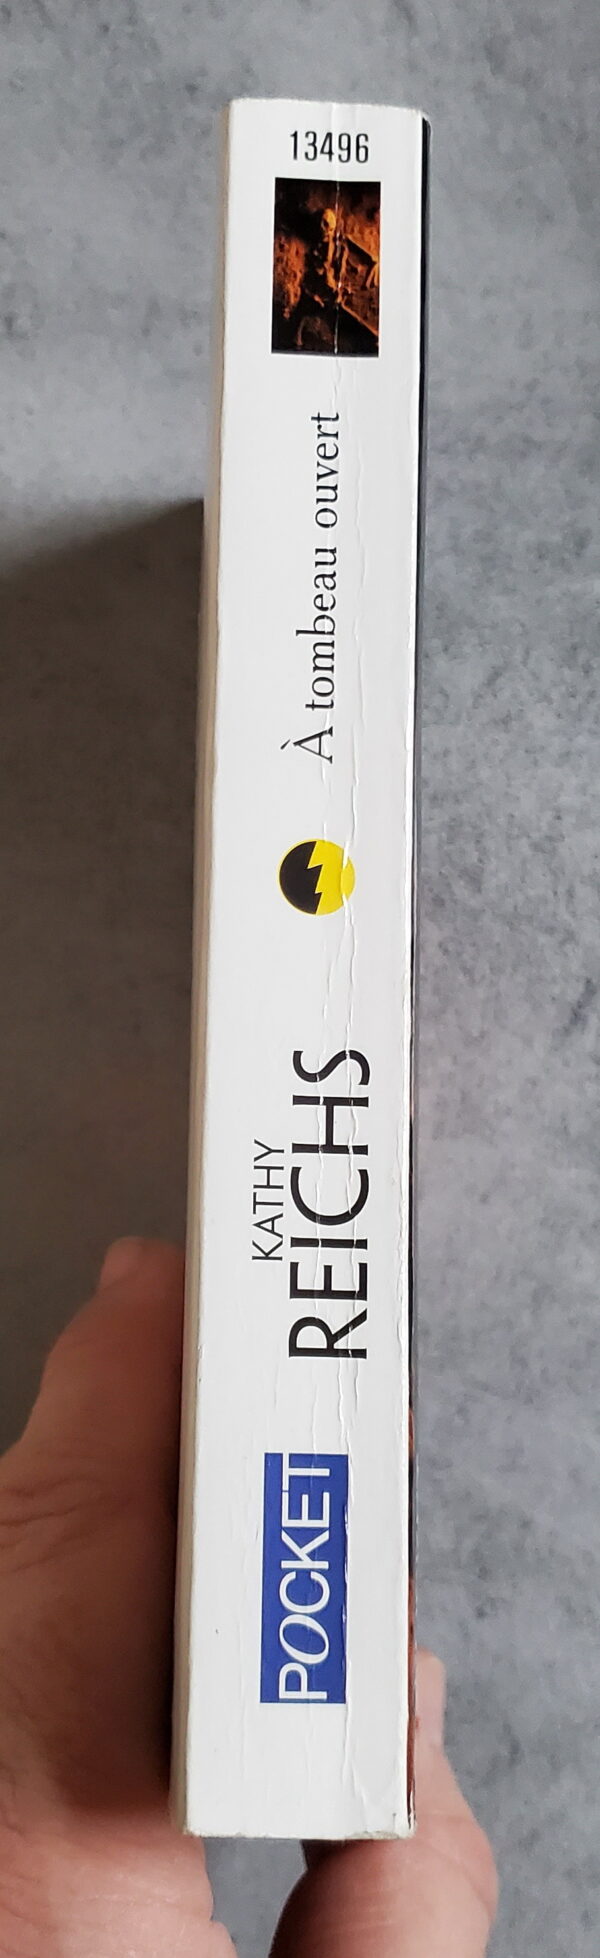 13496
À tombeau ouvert
KATHY
REICHS
POCKET